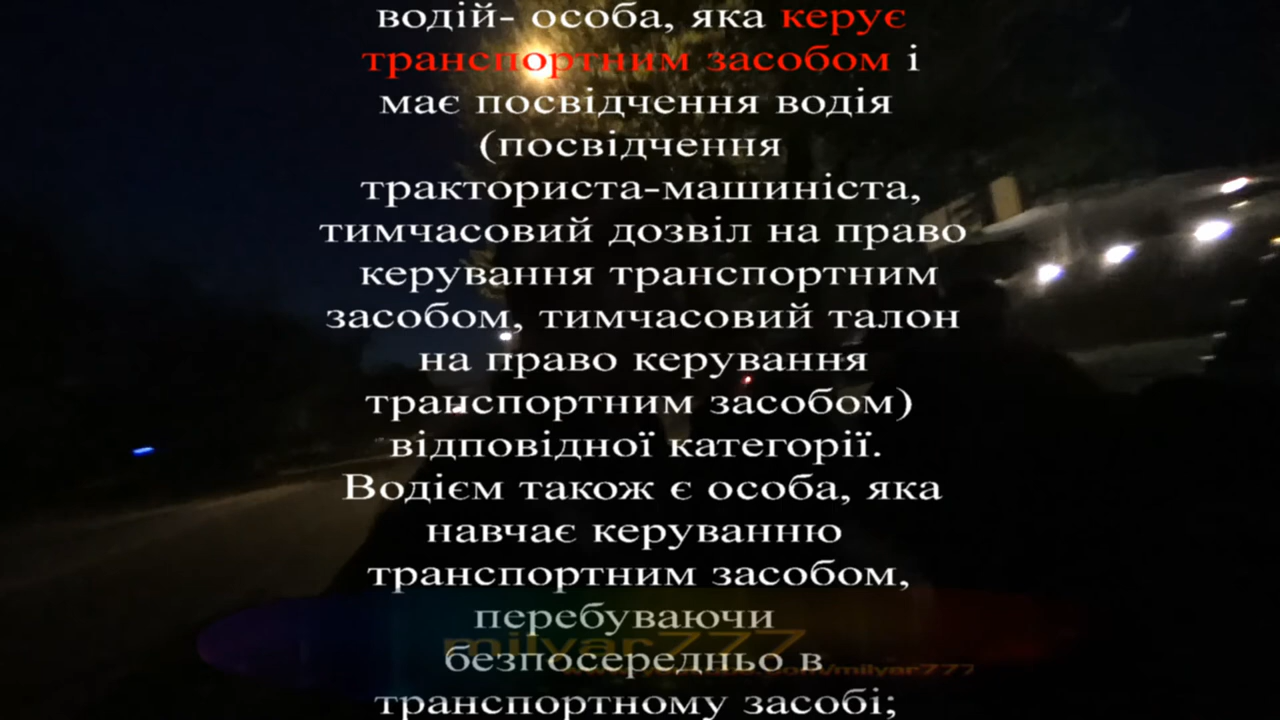 водій- особа, яка керує
транспортним засобом і
має посвідчення водія
(посвідчення
тракториста-машиніста,
тимчасовий дозвіл на право
керування транспортним
засобом, тимчасовий талон
на право керування
транспортним засобом)
відповідної категорії.
Водієм також є особа, яка
навчає керуванню
транспортним засобом,
перебуваючи
milyar777
безпосередньо в
транспортному засобі;